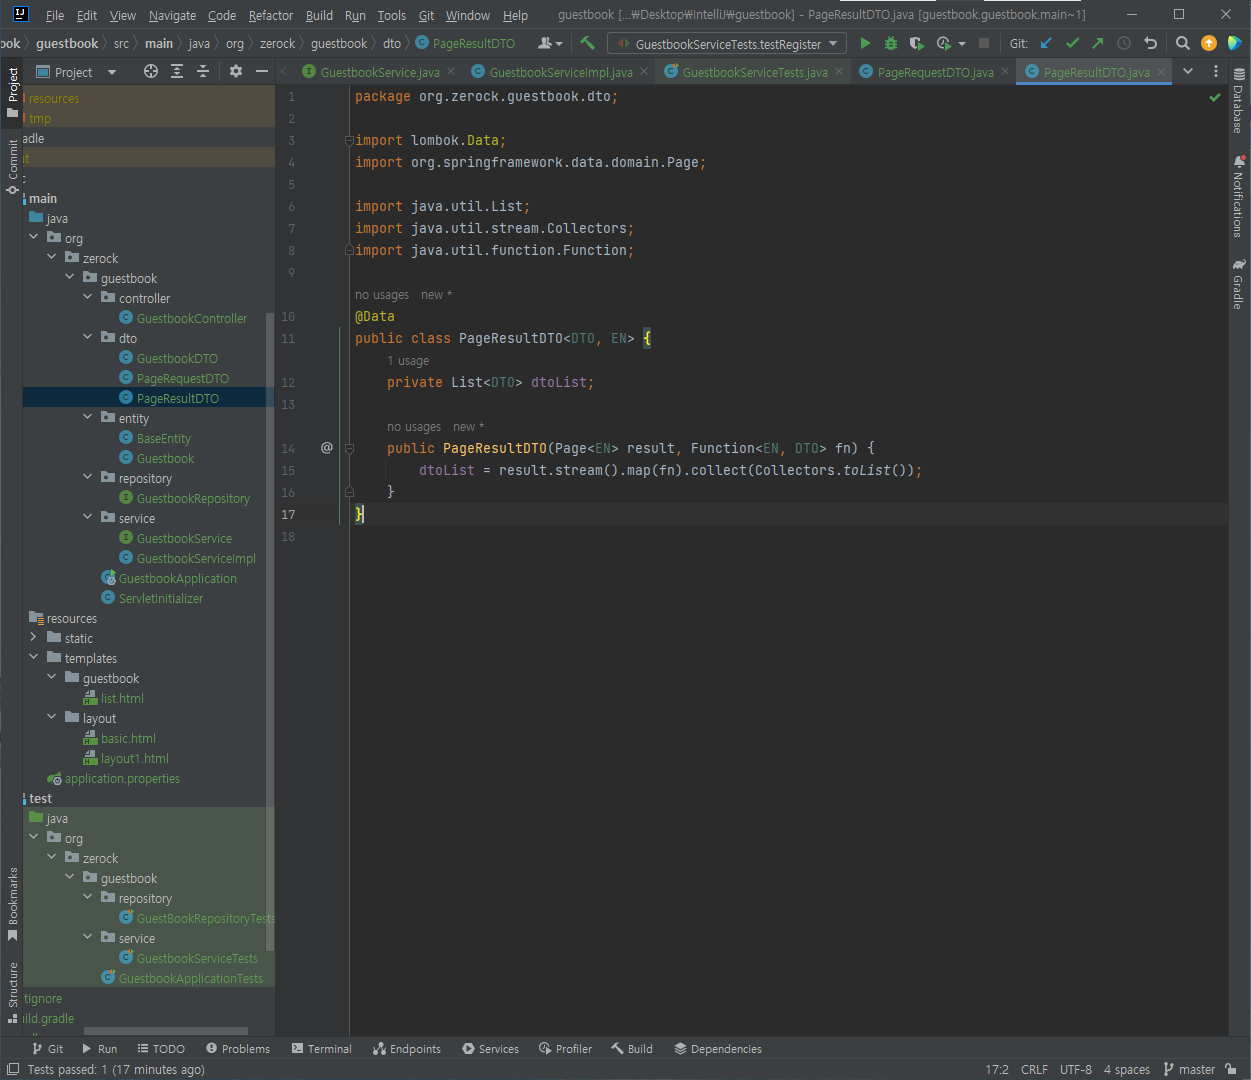 File Edit View Navigate Code Refactor Build Run Tools Git Window Help guestbook [...₩Desktop₩IntelliJ₩guestbook] - PageResultDTO.java [guestbook.guestbook.main~1]
ook guestbook src main java org zerock guestbook dto PageResultDTO GuestbookServiceTests.testRegister Git:
Project GuestbookService.java GuestbookServiceImpl.java GuestbookServiceTests.java PageRequestDTO.java PageResultDTO.java
Project
Commit
Bookmarks
Structure
resources
tmp
adle
main
java
org
zerock
guestbook
controller
GuestbookController
dto
GuestbookDTO
PageRequestDTO
PageResultDTO
entity
BaseEntity
Guestbook
repository
GuestbookRepository
service
GuestbookService
GuestbookServiceImpl
GuestbookApplication
ServletInitializer
resources
static
templates
guestbook
list.html
layout
basic.html
layout1.html
application.properties
test
java
org
zerock
guestbook
repository
GuestBookRepositoryTests
service
GuestbookServiceTests
GuestbookApplicationTests
tignore
ild.gradle
1 package org.zerock.guestbook.dto;
2
3 import lombok.Data;
4 import org.springframework.data.domain.Page;
5
6 import java.util.List;
7 import java.util.stream.Collectors;
8 import java.util.function.Function;
9
no usages new *
10 @Data
11 public class PageResultDTO<DTO, EN> {
1 usage
12 private List<DTO> dtoList;
13
no usages new *
14 @ public PageResultDTO(Page<EN> result, Function<EN, DTO> fn) {
15 dtoList = result.stream().map(fn).collect(Collectors.toList());
16 }
17 }
18
Database
Notifications
Gradle
Git Run TODO Problems Terminal Endpoints Services Profiler Build Dependencies
Tests passed: 1 (17 minutes ago) 17:2 CRLF UTF-8 4 spaces master